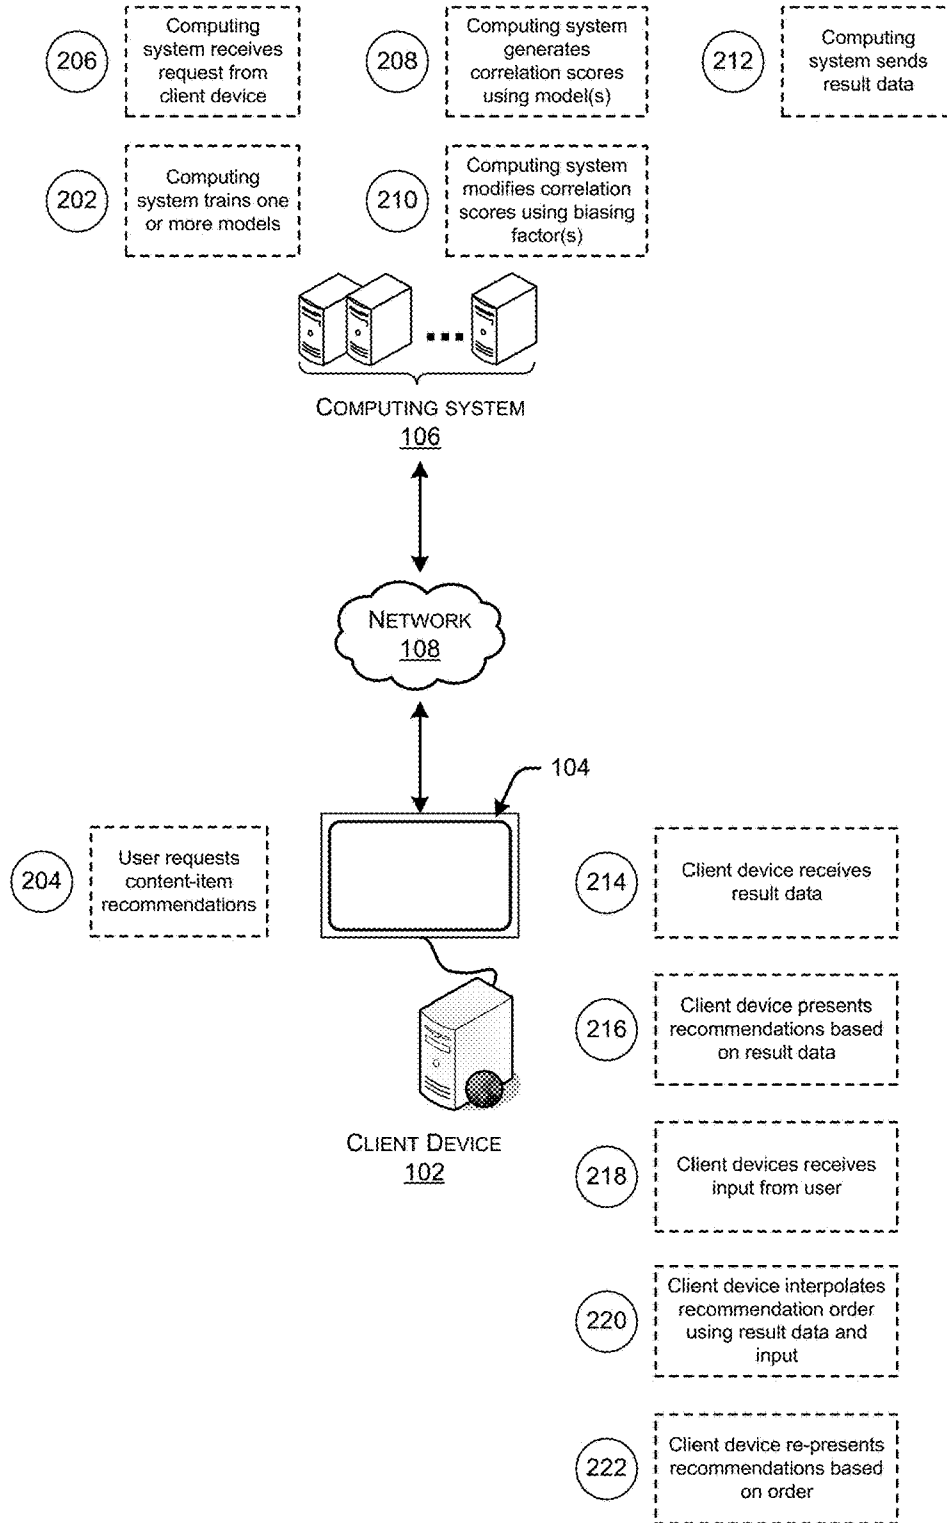 206
Computing
system receives
request from
client device
208
Computing system
generates
correlation scores
using model(s)
212
Computing
system sends
result data
202
Computing
system trains one
or more models
210
Computing system
modifies correlation
scores using biasing
factor(s)
COMPUTING SYSTEM
106
NETWORK
108
104
204
User requests
content-item
recommendations
214
Client device receives
result data
216
Client device presents
recommendations based
on result data
CLIENT DEVICE
102
218
Client devices receives
input from user
220
Client device interpolates
recommendation order
using result data and
input
222
Client device re-presents
recommendations based
on order